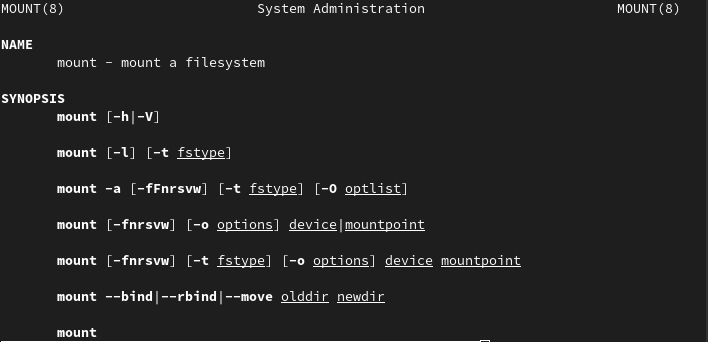 MOUNT(8) System Administration MOUNT(8)
NAME
mount - mount a filesystem
SYNOPSIS
mount [-h|-V]
mount [-l] [-t fstype]
mount -a [-fFnrsvw] [-t fstype] [-O optlist]
mount [-fnrsvw] [-o options] device|mountpoint
mount [-fnrsvw] [-t fstype] [-o options] device mountpoint
mount --bind|--rbind|--move olddir newdir
mount